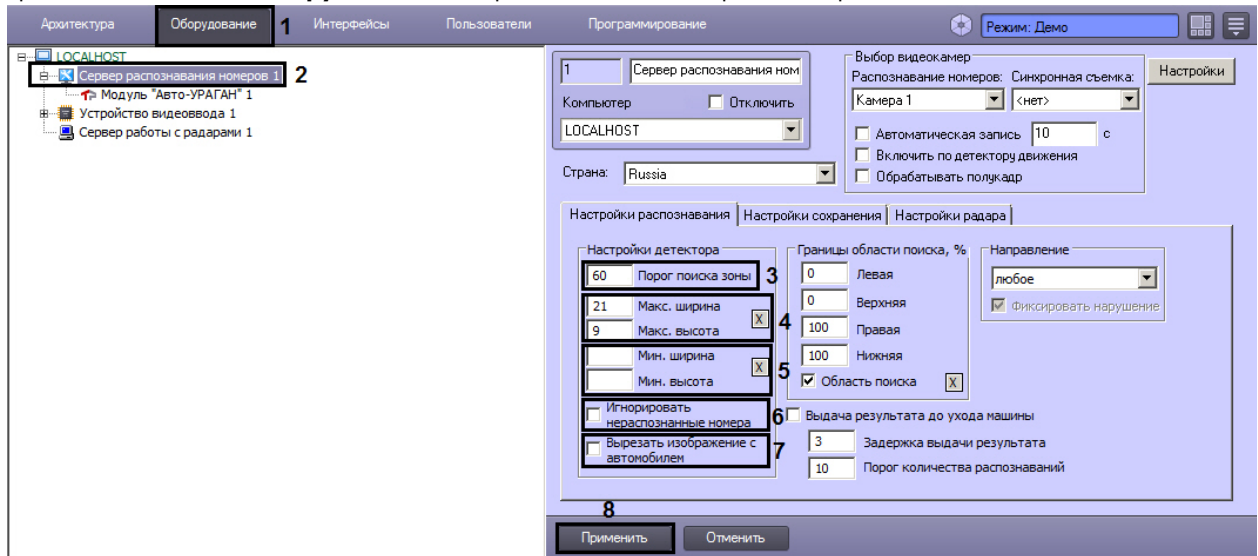 Архитектура
Оборудование
1
Интерфейсы
Пользователи
Программирование
Режим: Демо
LOCALHOST
Сервер распознавания номеров 1
2
Модуль "Авто-УРАГАН" 1
Устройство видеоввода 1
Сервер работы с радарами 1
1
Сервер распознавания ном
Компьютер
Отключить
LOCALHOST
Страна:
Russia
Выбор видеокамер
Распознавание номеров:
Синхронная съемка:
Камера 1
<нет>
Автоматическая запись
10
с
Включить по детектору движения
Обрабатывать полукадр
Настройки
Настройки распознавания
Настройки сохранения
Настройки радара
Настройки детектора
60
Порог поиска зоны
3
21
Макс. ширина
9
Макс. высота
X
4
Мин. ширина
Мин. высота
X
5
Игнорировать
нераспознанные номера
6
Вырезать изображение с
автомобилем
7
Границы области поиска, %
0
Левая
0
Верхняя
100
Правая
100
Нижняя
Область поиска
X
Направление
любое
Фиксировать нарушение
Выдача результата до ухода машины
3
Задержка выдачи результата
10
Порог количества распознаваний
8
Применить
Отменить